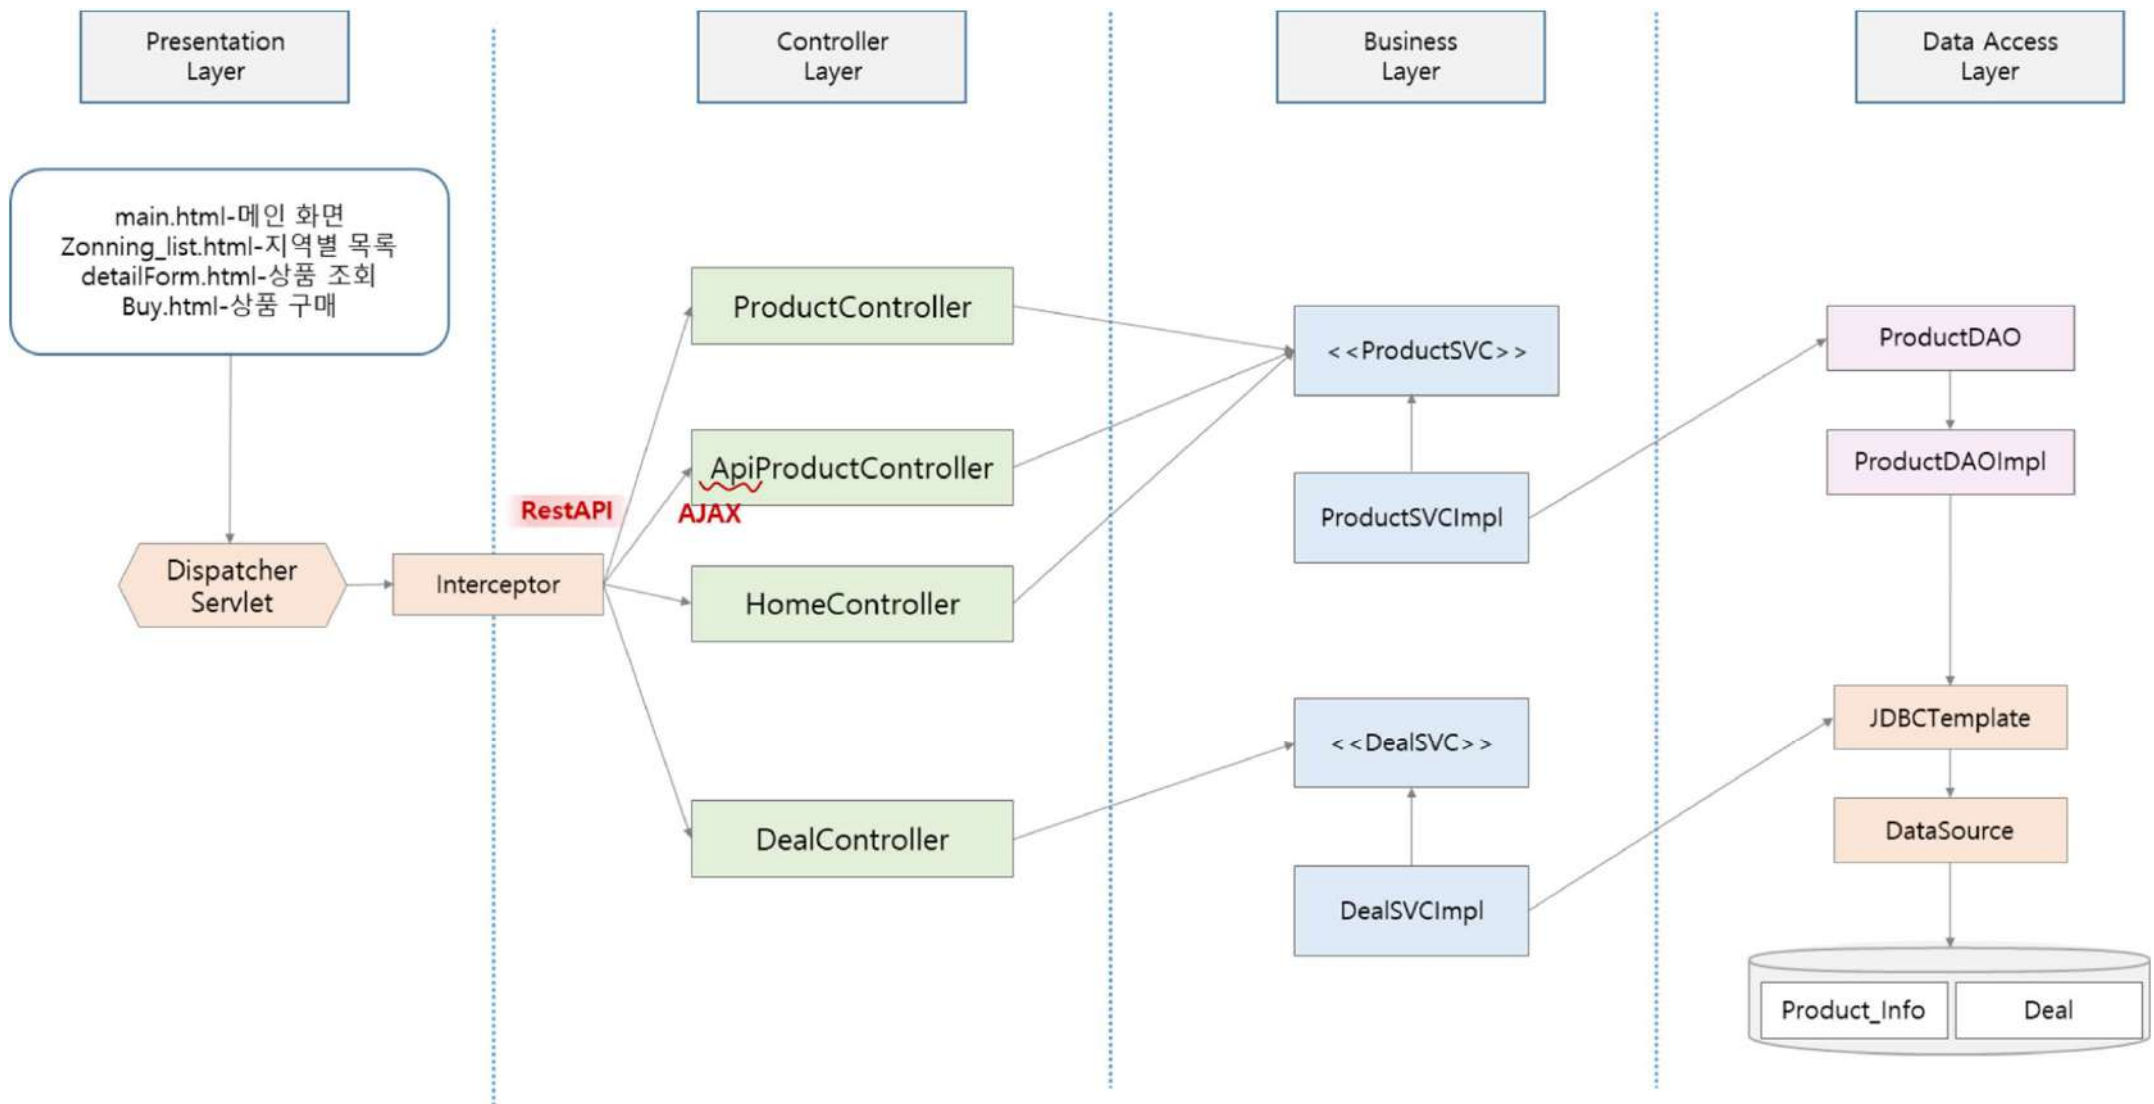 Presentation
Layer
Controller
Layer
Business
Layer
Data Access
Layer
main.html-메인 화면
Zonning_list.html-지역별 목록
detailForm.html-상품 조회
Buy.html-상품 구매
Dispatcher
Servlet
Interceptor
RestAPI
ProductController
ApiProductController
AJAX
HomeController
DealController
<<ProductSVC>>
ProductSVCImpl
<<DealSVC>>
DealSVCImpl
ProductDAO
ProductDAOImpl
JDBCTemplate
DataSource
Product_Info
Deal